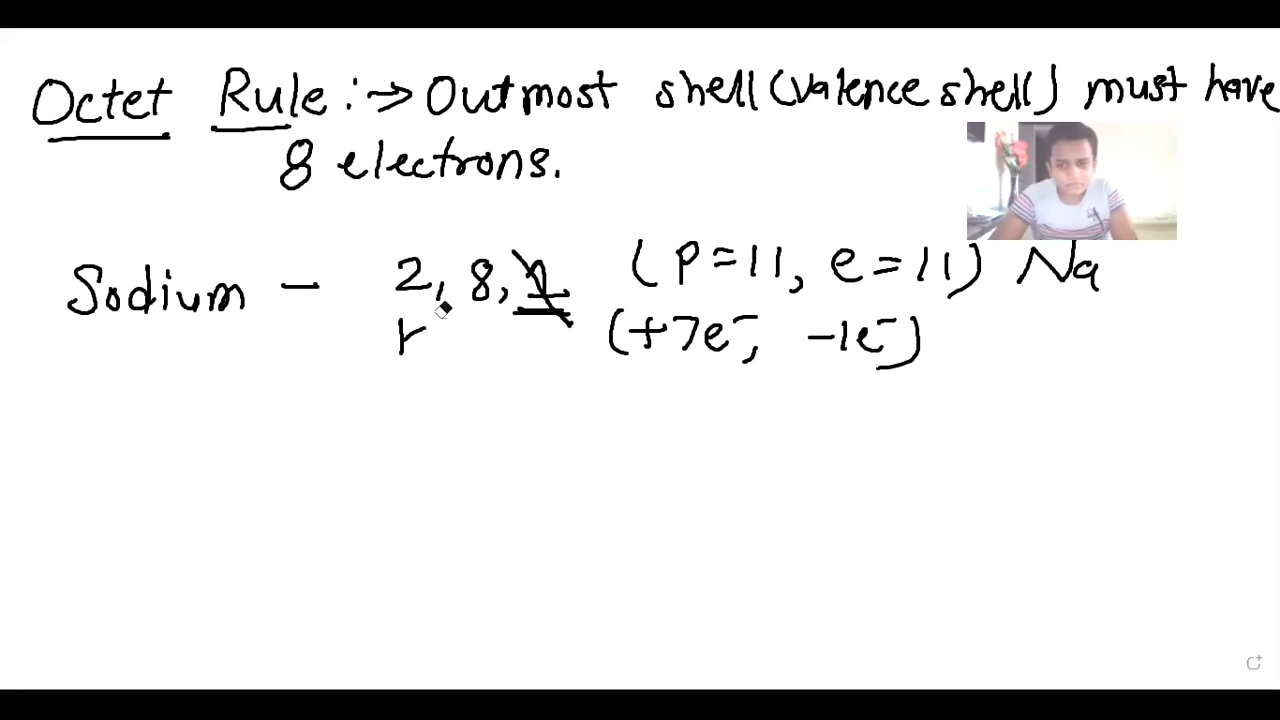 Octet Rule :-> Outmost shell (valence shell) must have
8 electrons.
Sodium - 2, 8, 1 (p=11, e=11) Na
(+7e⁻, -1e⁻)